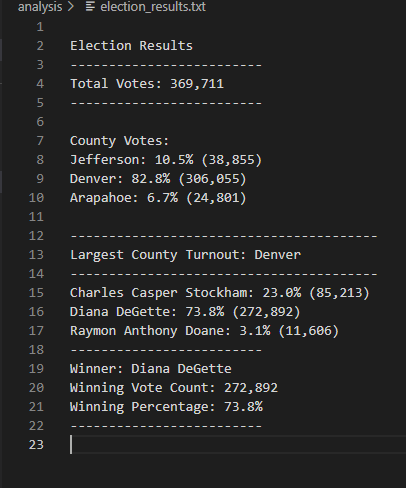 analysis > election_results.txt
1
2 Election Results
3 -------------------------
4 Total Votes: 369,711
5 -------------------------
6
7 County Votes:
8 Jefferson: 10.5% (38,855)
9 Denver: 82.8% (306,055)
10 Arapahoe: 6.7% (24,801)
11
12 ----------------------------------------
13 Largest County Turnout: Denver
14 ----------------------------------------
15 Charles Casper Stockham: 23.0% (85,213)
16 Diana DeGette: 73.8% (272,892)
17 Raymon Anthony Doane: 3.1% (11,606)
18 -------------------------
19 Winner: Diana DeGette
20 Winning Vote Count: 272,892
21 Winning Percentage: 73.8%
22 -------------------------
23